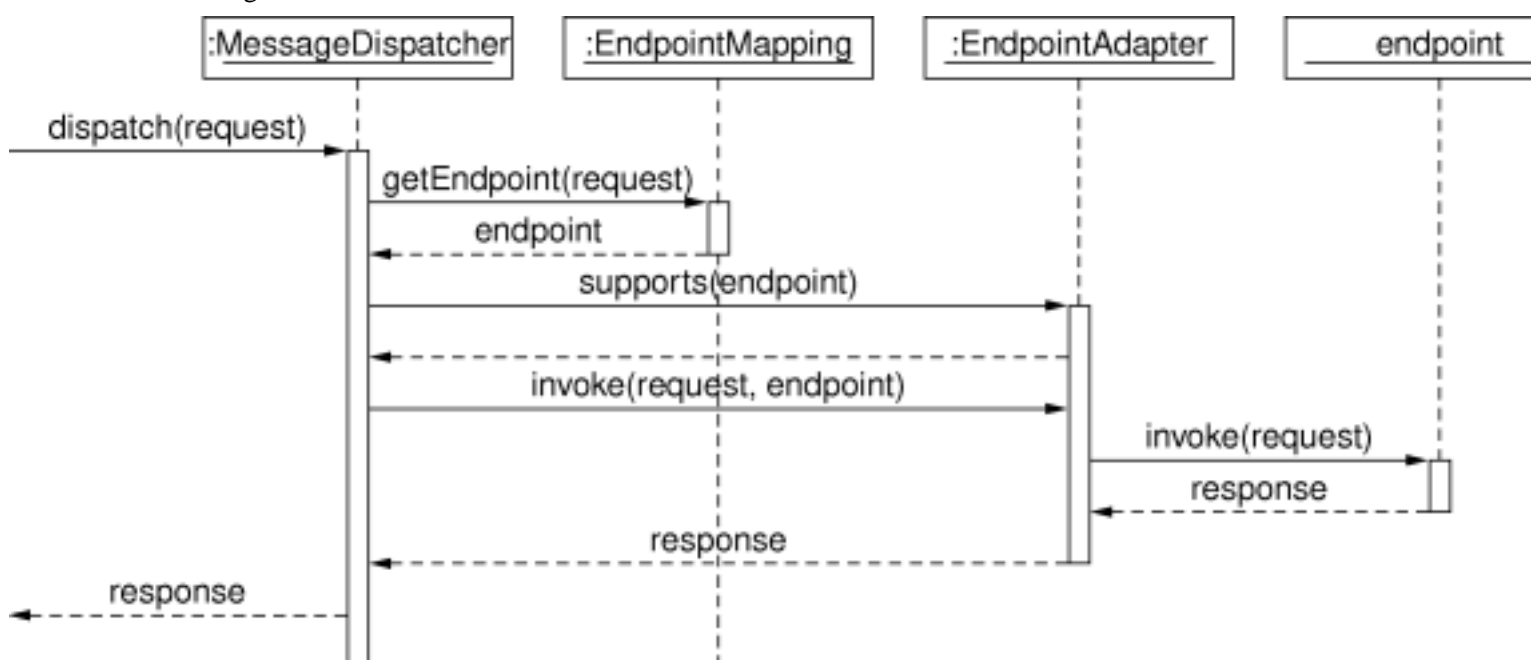 :MessageDispatcher
:EndpointMapping
:EndpointAdapter
endpoint
dispatch(request)
getEndpoint(request)
endpoint
supports(endpoint)
invoke(request, endpoint)
invoke(request)
response
response
response